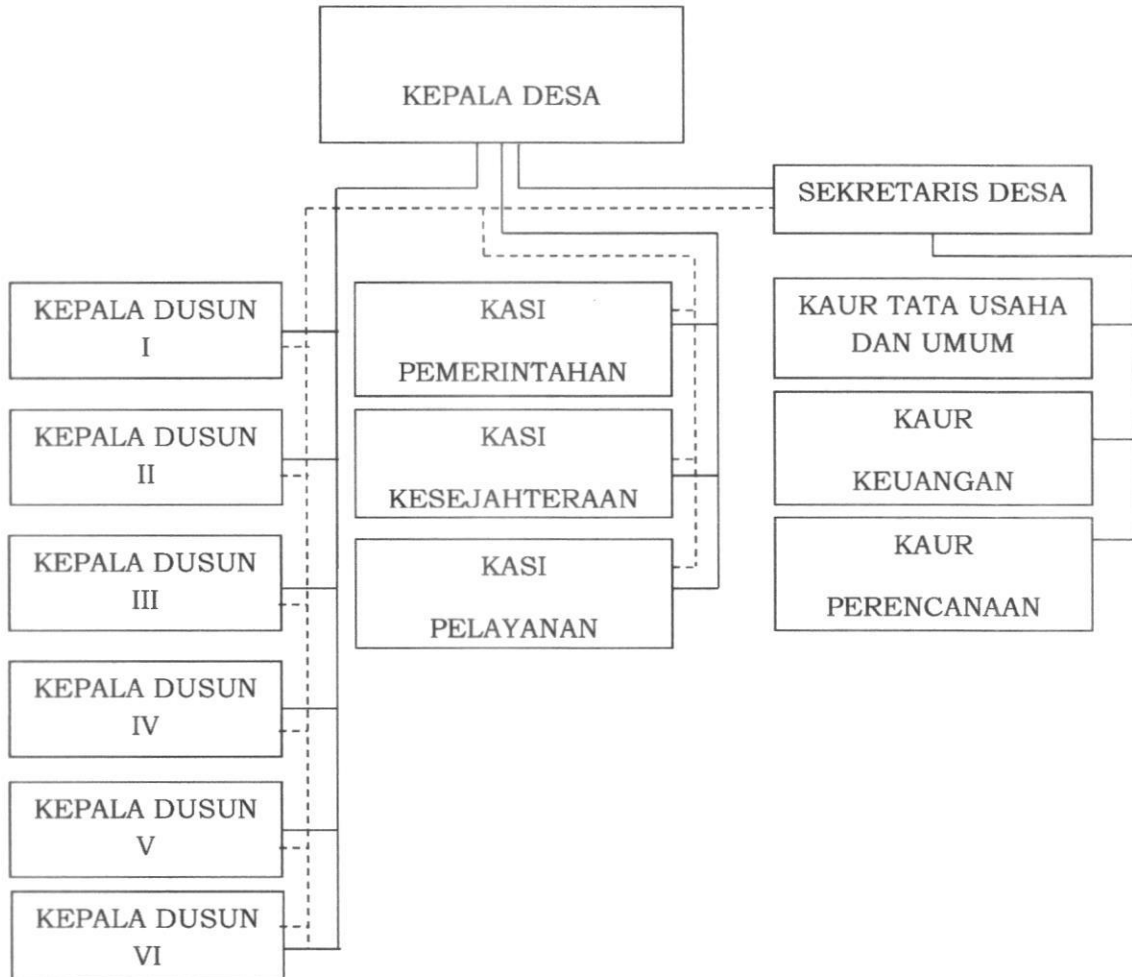 KEPALA DESA
SEKRETARIS DESA
KEPALA DUSUN
I
KEPALA DUSUN
II
KEPALA DUSUN
III
KEPALA DUSUN
IV
KEPALA DUSUN
V
KEPALA DUSUN
VI
KASI
PEMERINTAHAN
KASI
KESEJAHTERAAN
KASI
PELAYANAN
KAUR TATA USAHA
DAN UMUM
KAUR
KEUANGAN
KAUR
PERENCANAAN